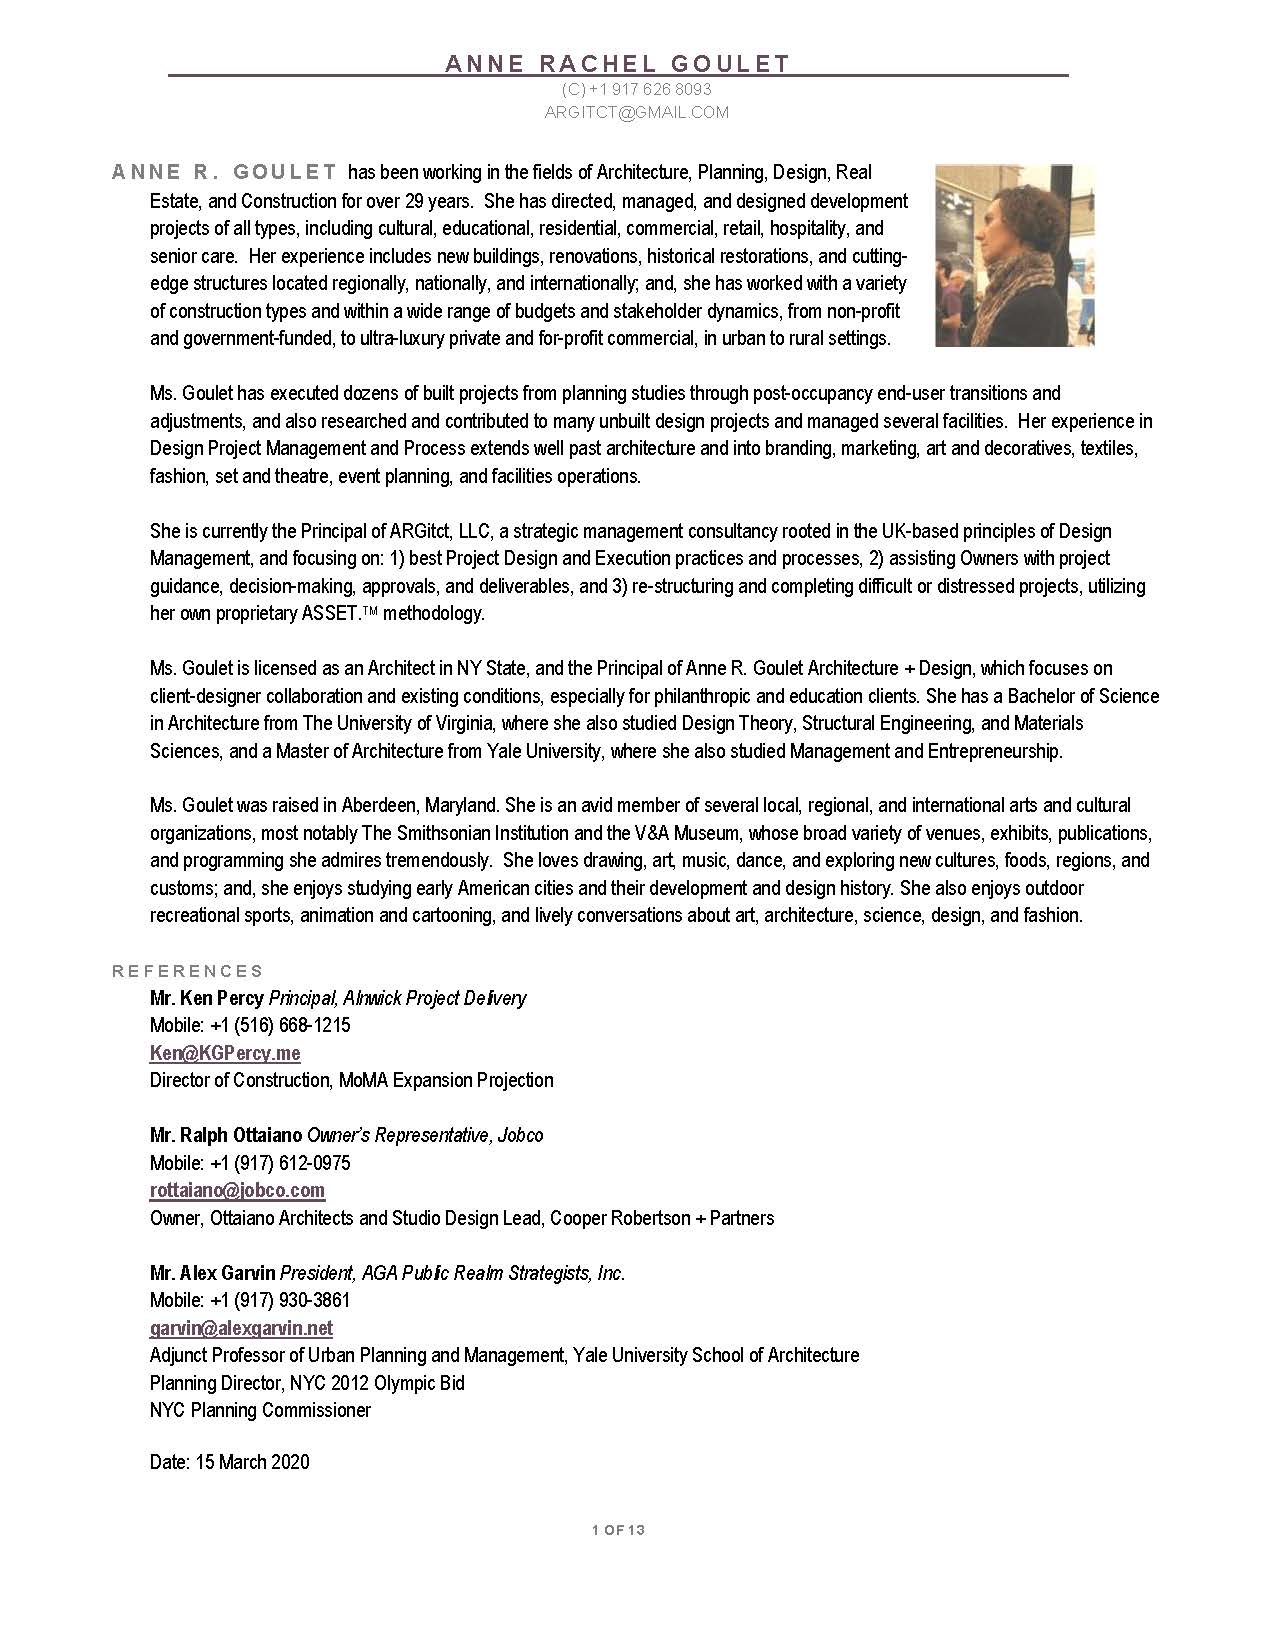 ANNE RACHEL GOULET
(C) +1 917 626 8093
ARGITCT@GMAIL.COM
ANNE R. GOULET has been working in the fields of Architecture, Planning, Design, Real
Estate, and Construction for over 29 years.  She has directed, managed, and designed development
projects of all types, including cultural, educational, residential, commercial, retail, hospitality, and
senior care.  Her experience includes new buildings, renovations, historical restorations, and cutting-
edge structures located regionally, nationally, and internationally; and, she has worked with a variety
of construction types and within a wide range of budgets and stakeholder dynamics, from non-profit
and government-funded, to ultra-luxury private and for-profit commercial, in urban to rural settings.
Ms. Goulet has executed dozens of built projects from planning studies through post-occupancy end-user transitions and
adjustments, and also researched and contributed to many unbuilt design projects and managed several facilities.  Her experience in
Design Project Management and Process extends well past architecture and into branding, marketing, art and decoratives, textiles,
fashion, set and theatre, event planning, and facilities operations.
She is currently the Principal of ARGitct, LLC, a strategic management consultancy rooted in the UK-based principles of Design
Management, and focusing on: 1) best Project Design and Execution practices and processes, 2) assisting Owners with project
guidance, decision-making, approvals, and deliverables, and 3) re-structuring and completing difficult or distressed projects, utilizing
her own proprietary ASSET.™ methodology.
Ms. Goulet is licensed as an Architect in NY State, and the Principal of Anne R. Goulet Architecture + Design, which focuses on
client-designer collaboration and existing conditions, especially for philanthropic and education clients. She has a Bachelor of Science
in Architecture from The University of Virginia, where she also studied Design Theory, Structural Engineering, and Materials
Sciences, and a Master of Architecture from Yale University, where she also studied Management and Entrepreneurship.
Ms. Goulet was raised in Aberdeen, Maryland. She is an avid member of several local, regional, and international arts and cultural
organizations, most notably The Smithsonian Institution and the V&A Museum, whose broad variety of venues, exhibits, publications,
and programming she admires tremendously.  She loves drawing, art, music, dance, and exploring new cultures, foods, regions, and
customs; and, she enjoys studying early American cities and their development and design history. She also enjoys outdoor
recreational sports, animation and cartooning, and lively conversations about art, architecture, science, design, and fashion.
REFERENCES
Mr. Ken Percy Principal, Alnwick Project Delivery
Mobile: +1 (516) 668-1215
Ken@KGPercy.me
Director of Construction, MoMA Expansion Projection
Mr. Ralph Ottaiano Owner's Representative, Jobco
Mobile: +1 (917) 612-0975
rottaiano@jobco.com
Owner, Ottaiano Architects and Studio Design Lead, Cooper Robertson + Partners
Mr. Alex Garvin President, AGA Public Realm Strategists, Inc.
Mobile: +1 (917) 930-3861
garvin@alexgarvin.net
Adjunct Professor of Urban Planning and Management, Yale University School of Architecture
Planning Director, NYC 2012 Olympic Bid
NYC Planning Commissioner
Date: 15 March 2020
1 OF 13